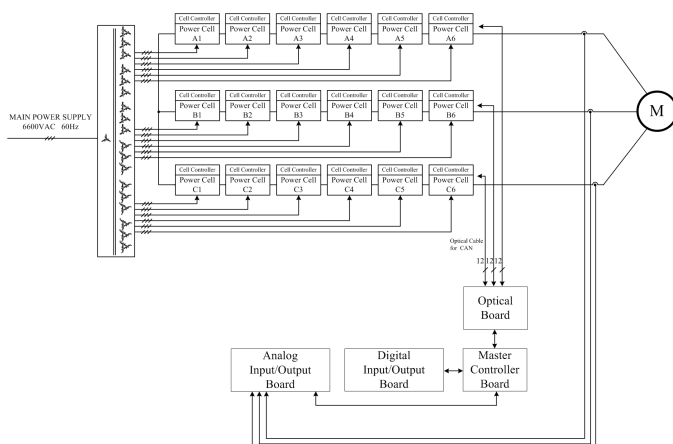 Cell Controller Cell Controller Cell Controller Cell Controller Cell Controller Cell Controller
Power Cell Power Cell Power Cell Power Cell Power Cell Power Cell
A1 A2 A3 A4 A5 A6
MAIN POWER SUPPLY
6600VAC 60Hz
Cell Controller Cell Controller Cell Controller Cell Controller Cell Controller Cell Controller
Power Cell Power Cell Power Cell Power Cell Power Cell Power Cell
B1 B2 B3 B4 B5 B6
M
Cell Controller Cell Controller Cell Controller Cell Controller Cell Controller Cell Controller
Power Cell Power Cell Power Cell Power Cell Power Cell Power Cell
C1 C2 C3 C4 C5 C6
Optical Cable
for CAN
12 12 12
Optical
Board
Analog
Input/Output
Board
Digital
Input/Output
Board
Master
Controller
Board